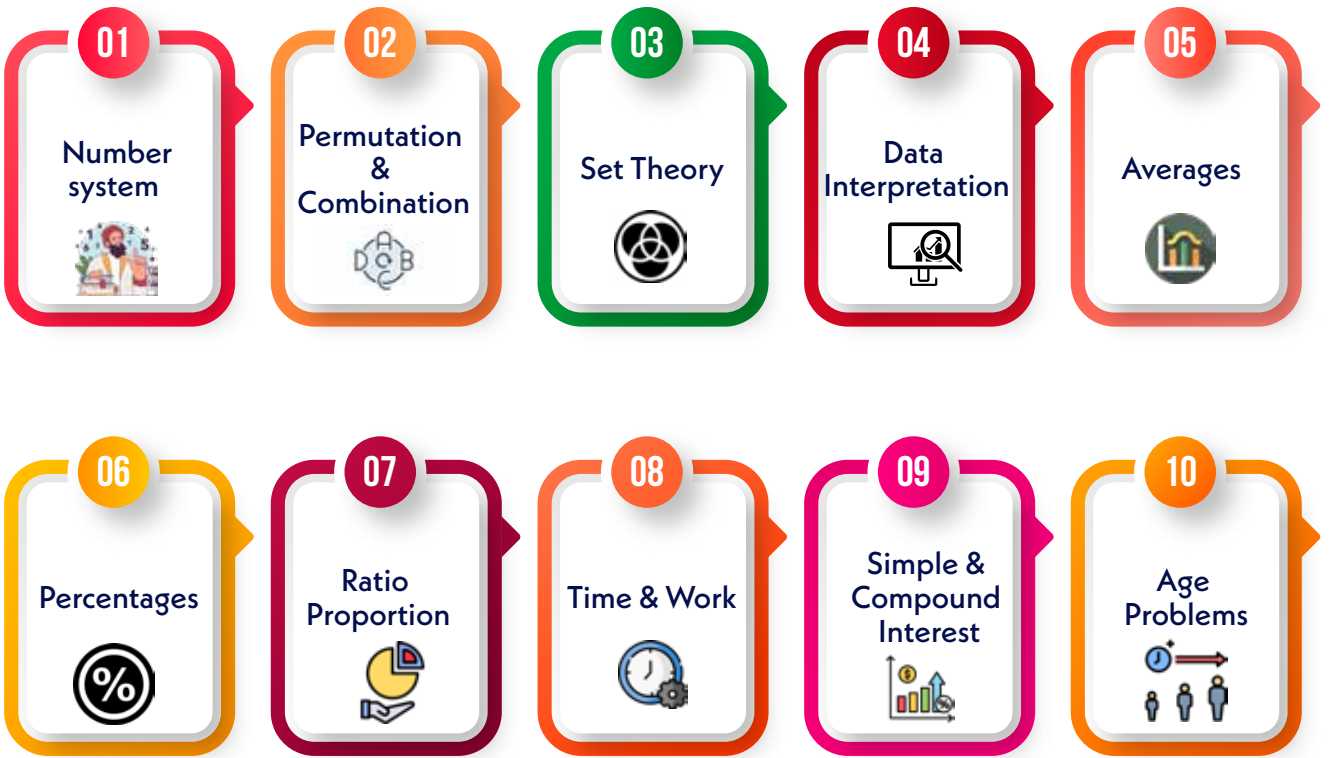 01
Number
system
02
Permutation
&
Combination
D A B C
03
Set Theory
04
Data
Interpretation
05
Averages
06
Percentages
%
07
Ratio
Proportion
08
Time & Work
09
Simple &
Compound
Interest
$
%
10
Age
Problems